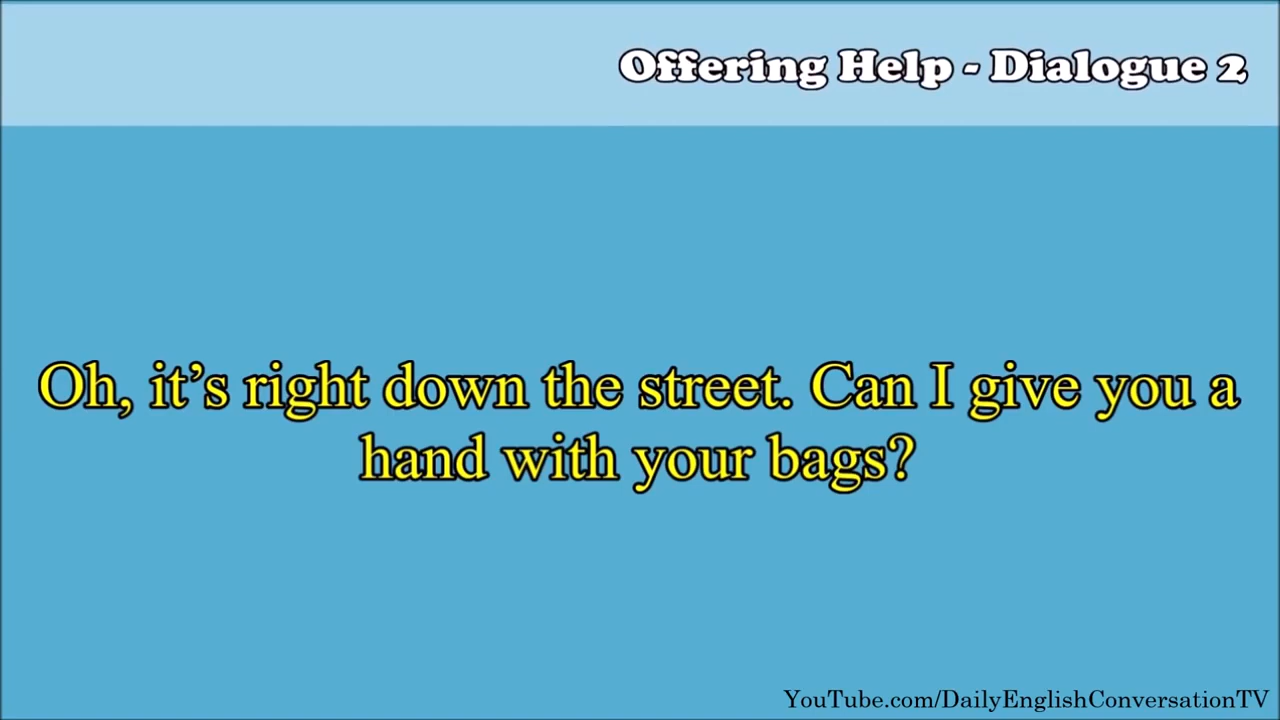 Offering Help - Dialogue 2
Oh, it’s right down the street. Can I give you a
hand with your bags?
YouTube.com/DailyEnglishConversationTV